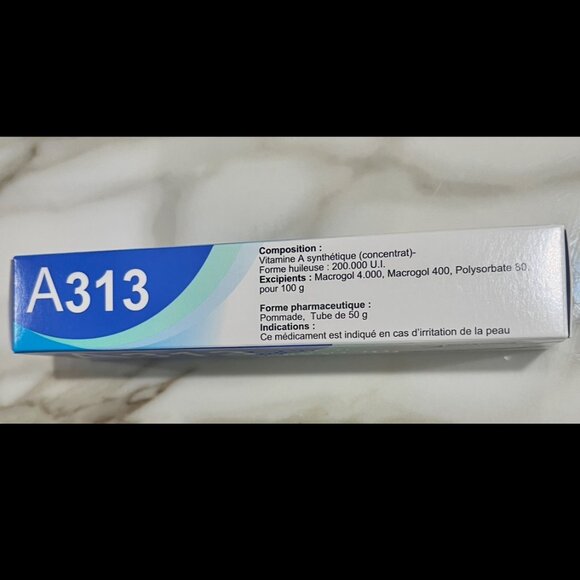 A313
Composition :
Vitamine A synthétique (concentrat)-
Forme huileuse : 200.000 U.I.
Excipients : Macrogol 4.000, Macrogol 400, Polysorbate 80,
pour 100 g
Forme pharmaceutique :
Pommade, Tube de 50 g
Indications :
Ce médicament est indiqué en cas d'irritation de la peau